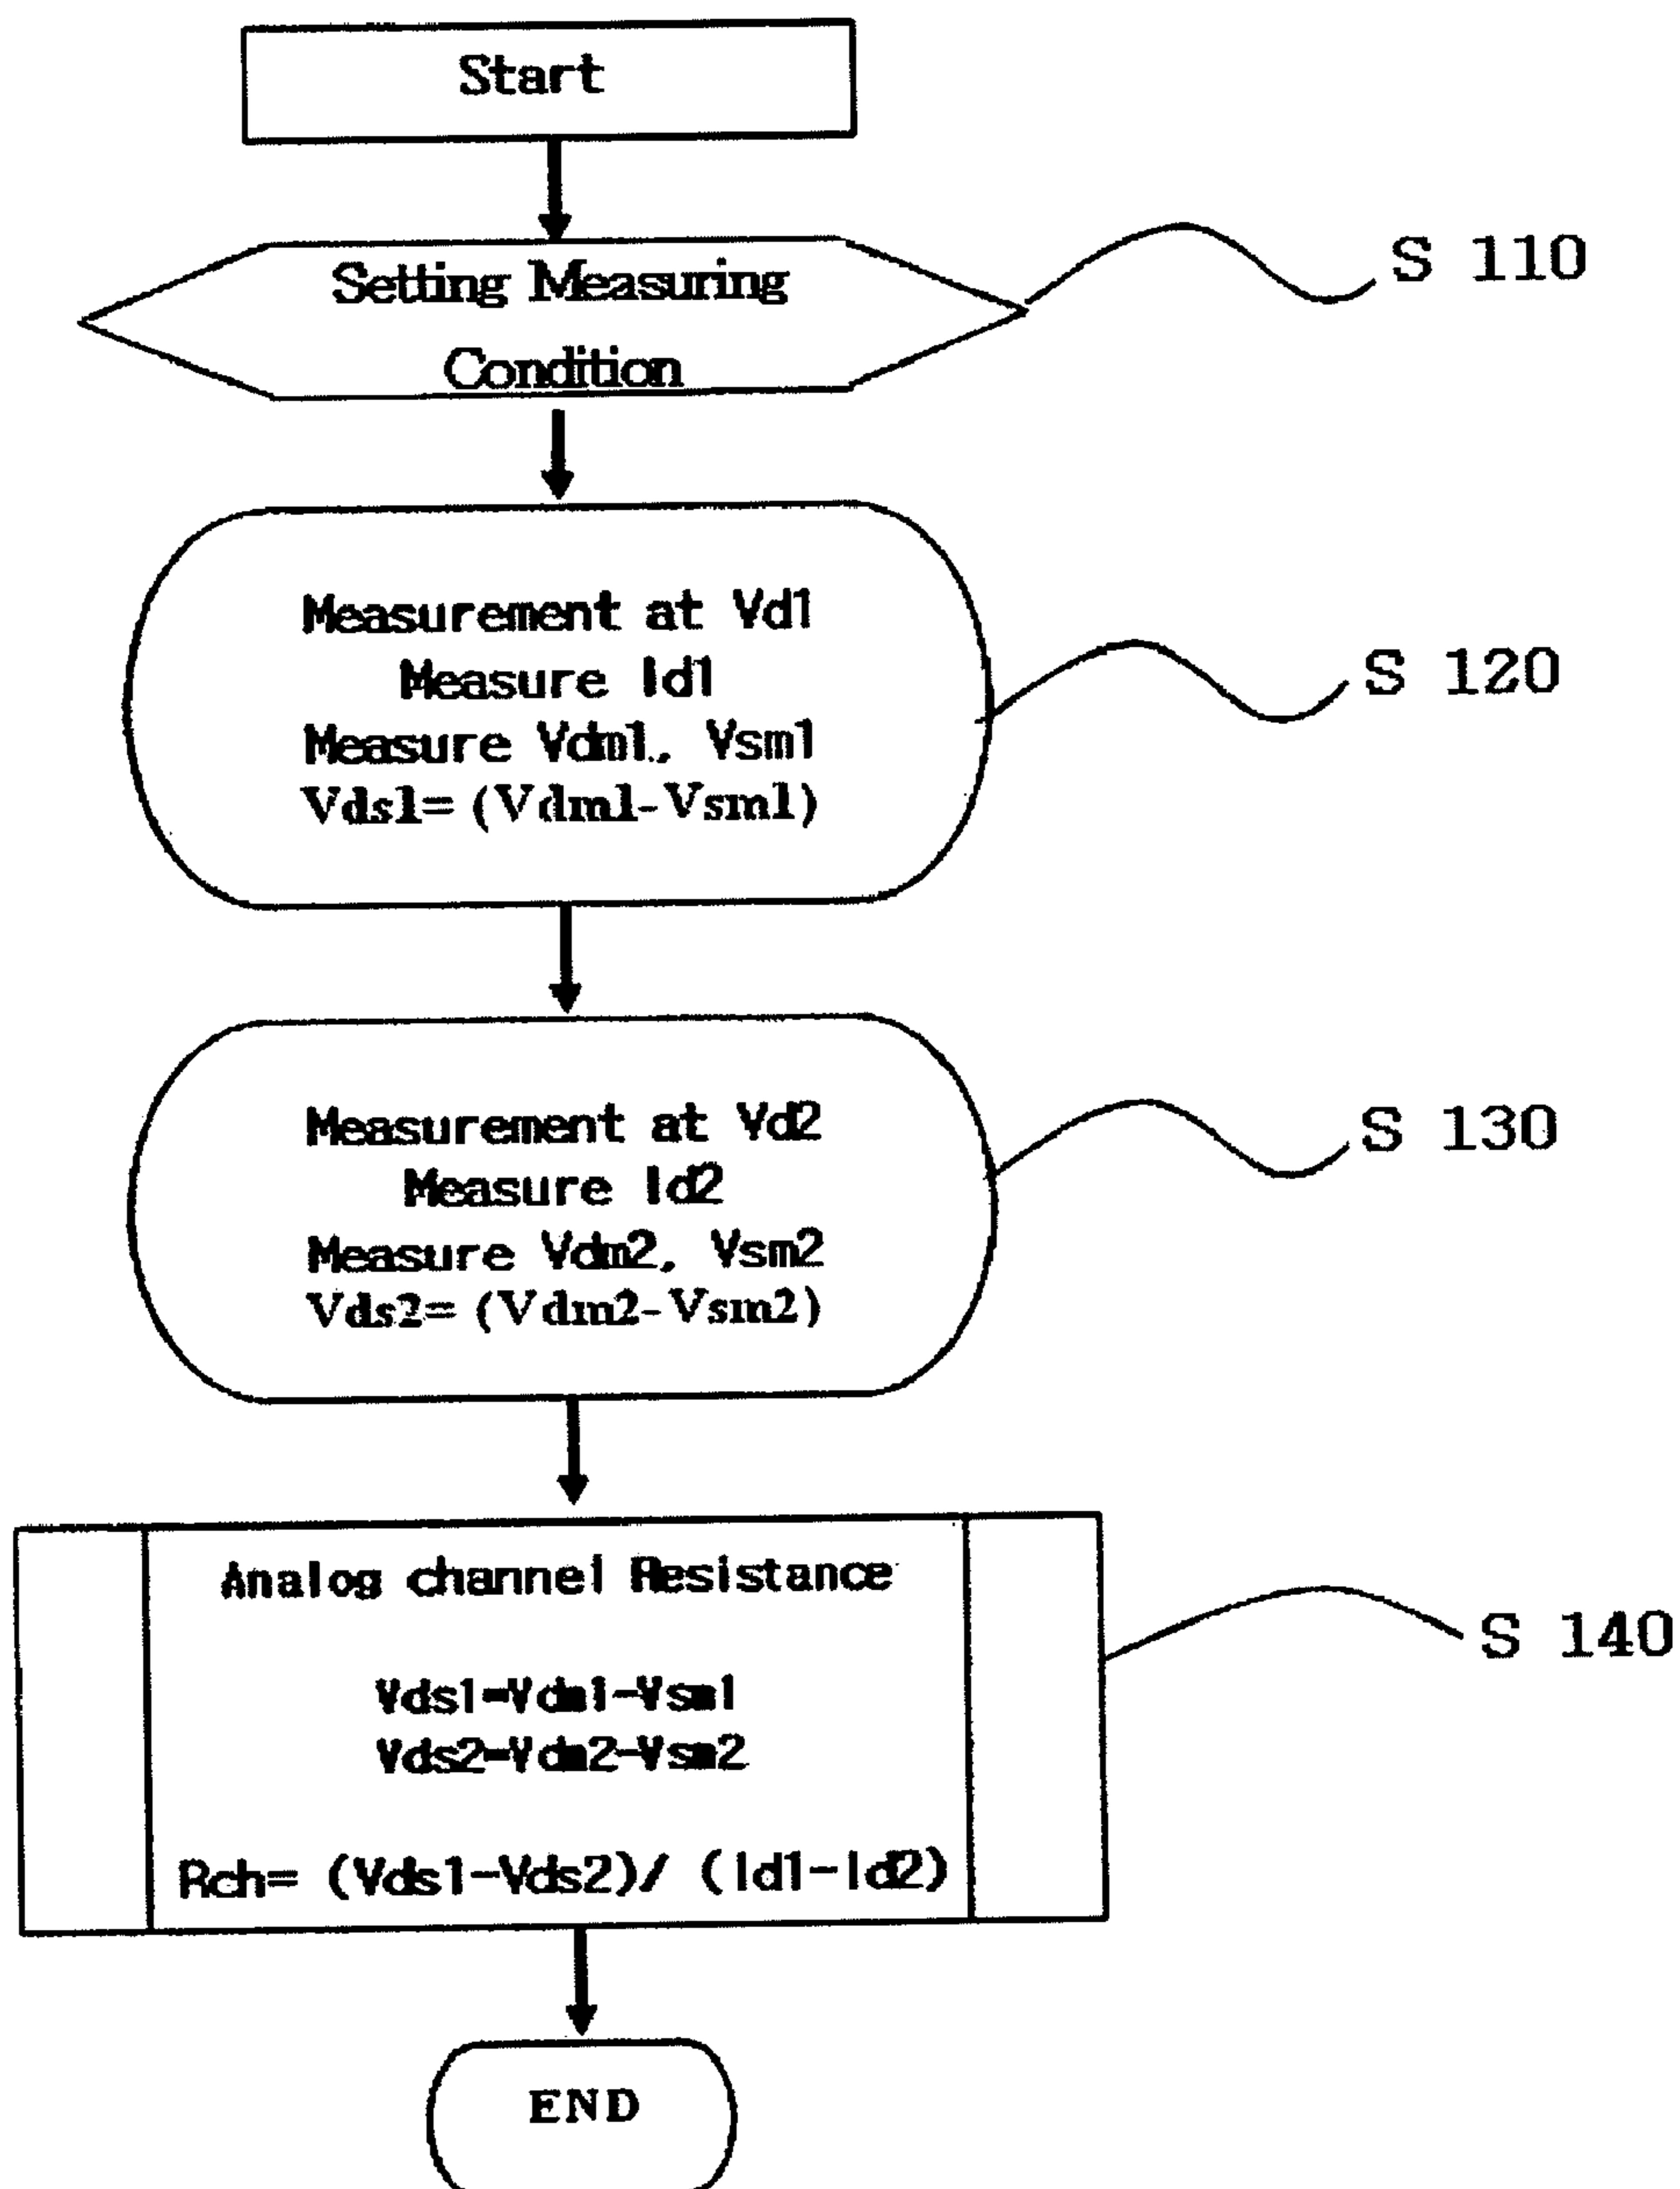 Start
Setting Measuring
Condition
S 110
Measurement at Vd1
Measure Id1
Measure Vdm1, Vsm1
Vds1= (Vdm1-Vsm1)
S 120
Measurement at Vd2
Measure Id2
Measure Vdm2, Vsm2
Vds2= (Vdm2-Vsm2)
S 130
Analog channel Resistance
Vds1=Vdm1-Vsm1
Vds2=Vdm2-Vsm2
Rch= (Vds1-Vds2)/ (Id1-Id2)
S 140
END